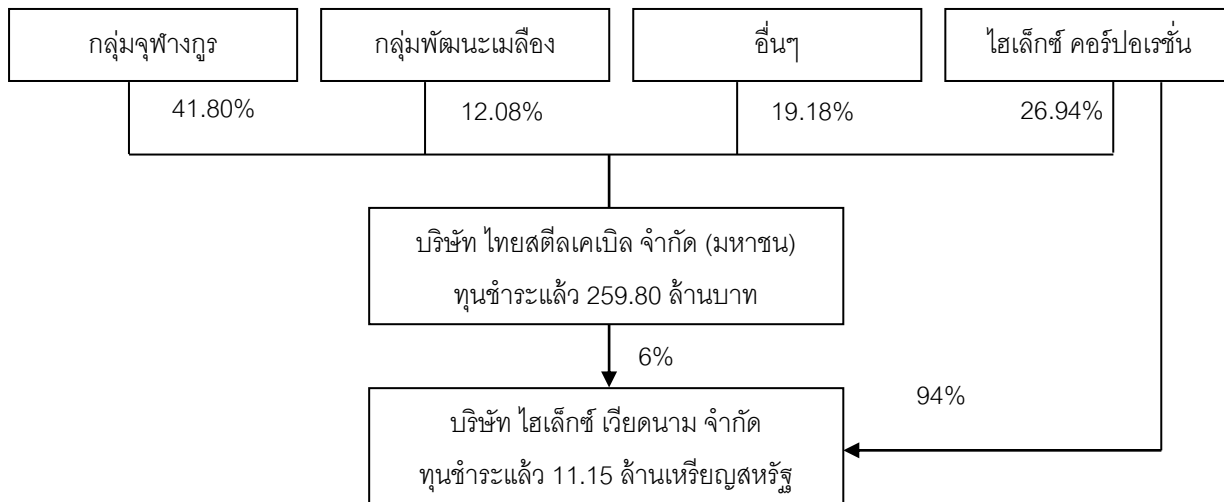 กลุ่มจุฬางกูร
กลุ่มพัฒนะเมลือง
อื่นๆ
ไฮเล็กซ์ คอร์ปอเรชั่น
41.80%
12.08%
19.18%
26.94%
บริษัท ไทยสตีลเคเบิล จำกัด (มหาชน)
ทุนชำระแล้ว 259.80 ล้านบาท
6%
94%
บริษัท ไฮเล็กซ์ เวียดนาม จำกัด
ทุนชำระแล้ว 11.15 ล้านเหรียญสหรัฐ